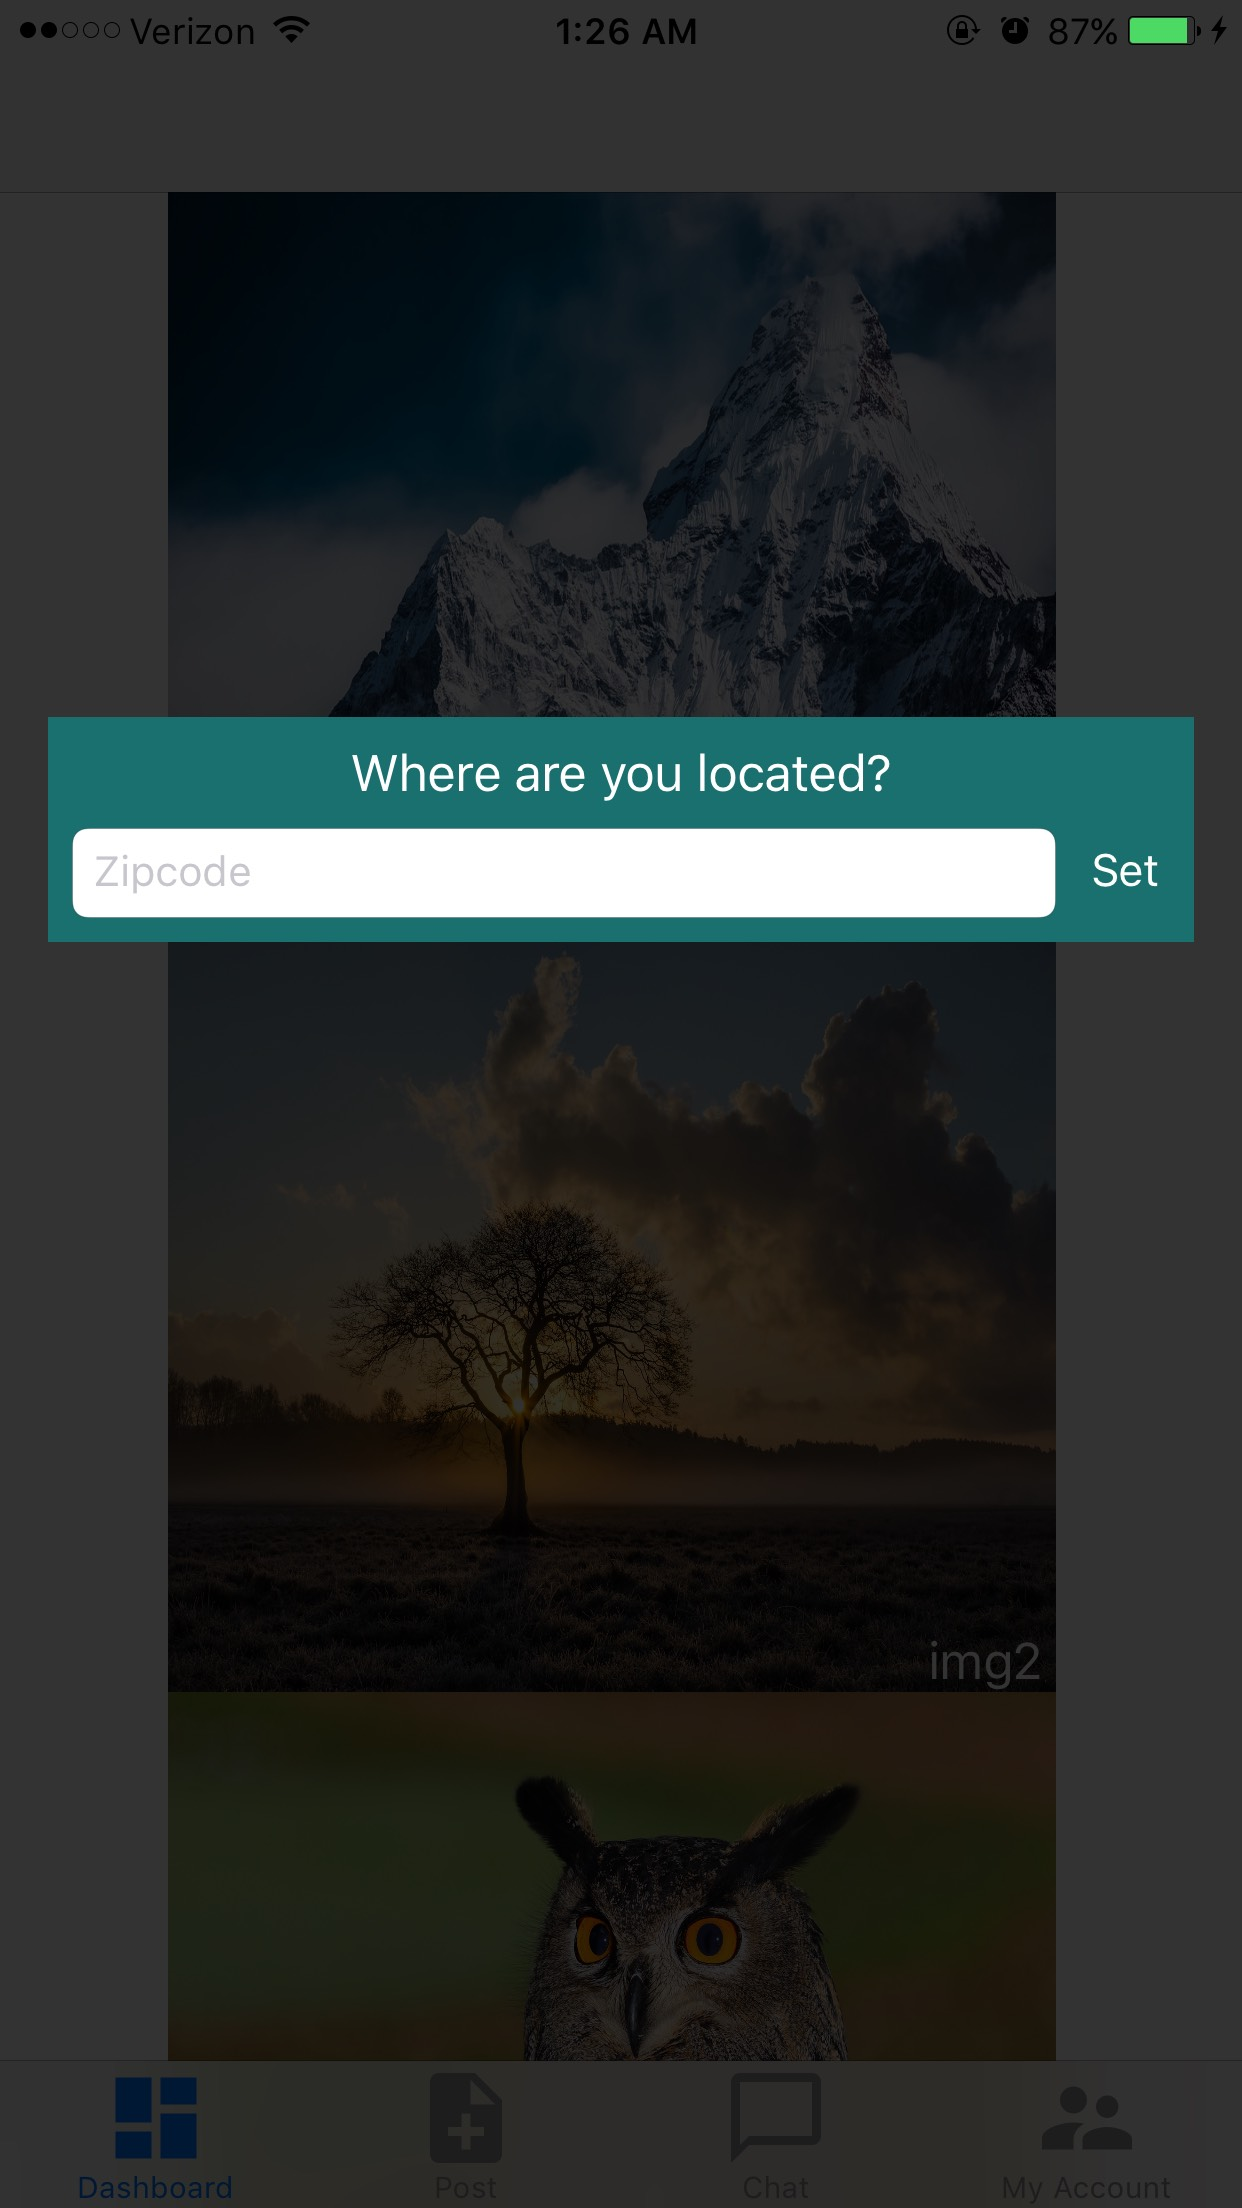 Verizon 1:26 AM 87%
Where are you located?
Zipcode Set
img2
Dashboard Post Chat My Account